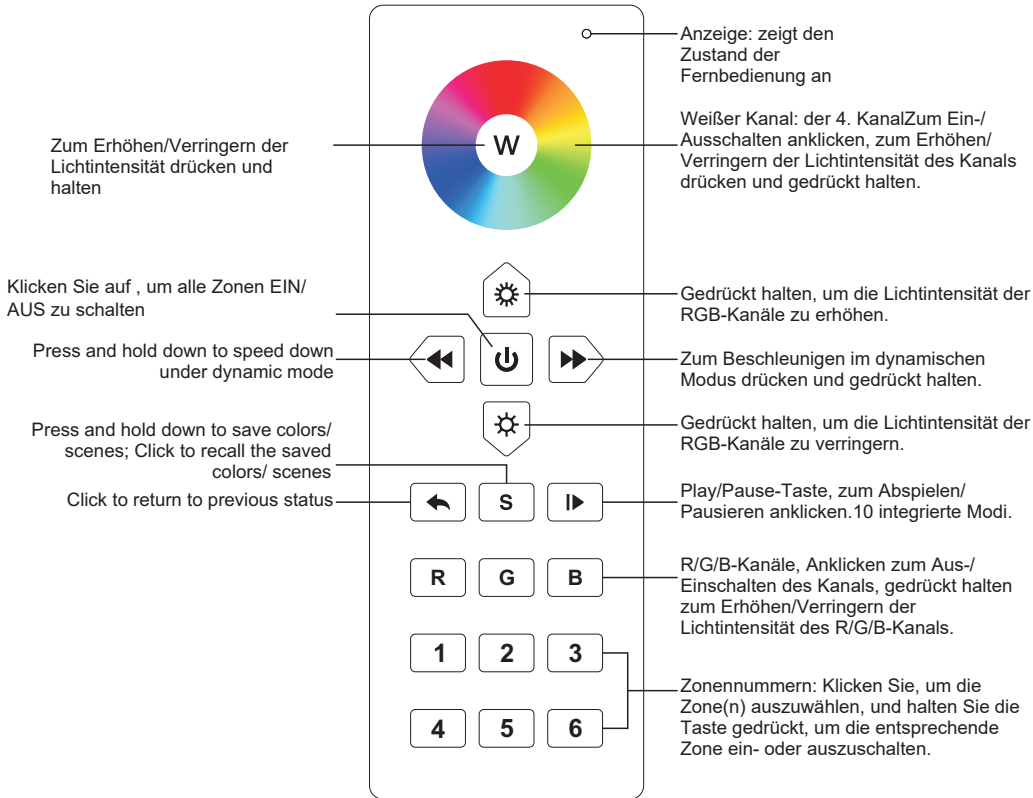 Anzeige: zeigt den
Zustand der
Fernbedienung an
Zum Erhöhen/Verringern der
Lichtintensität drücken und
halten
W
Weißer Kanal: der 4. KanalZum Ein-/
Ausschalten anklicken, zum Erhöhen/
Verringern der Lichtintensität des Kanals
drücken und gedrückt halten.
Klicken Sie auf , um alle Zonen EIN/
AUS zu schalten
Gedrückt halten, um die Lichtintensität der
RGB-Kanäle zu erhöhen.
Press and hold down to speed down
under dynamic mode
Zum Beschleunigen im dynamischen
Modus drücken und gedrückt halten.
Gedrückt halten, um die Lichtintensität der
RGB-Kanäle zu verringern.
Press and hold down to save colors/
scenes; Click to recall the saved
colors/ scenes
Click to return to previous status
S
Play/Pause-Taste, zum Abspielen/
Pausieren anklicken.10 integrierte Modi.
R G B
R/G/B-Kanäle, Anklicken zum Aus-/
Einschalten des Kanals, gedrückt halten
zum Erhöhen/Verringern der
Lichtintensität des R/G/B-Kanals.
1 2 3
4 5 6
Zonennummern: Klicken Sie, um die
Zone(n) auszuwählen, und halten Sie die
Taste gedrückt, um die entsprechende
Zone ein- oder auszuschalten.